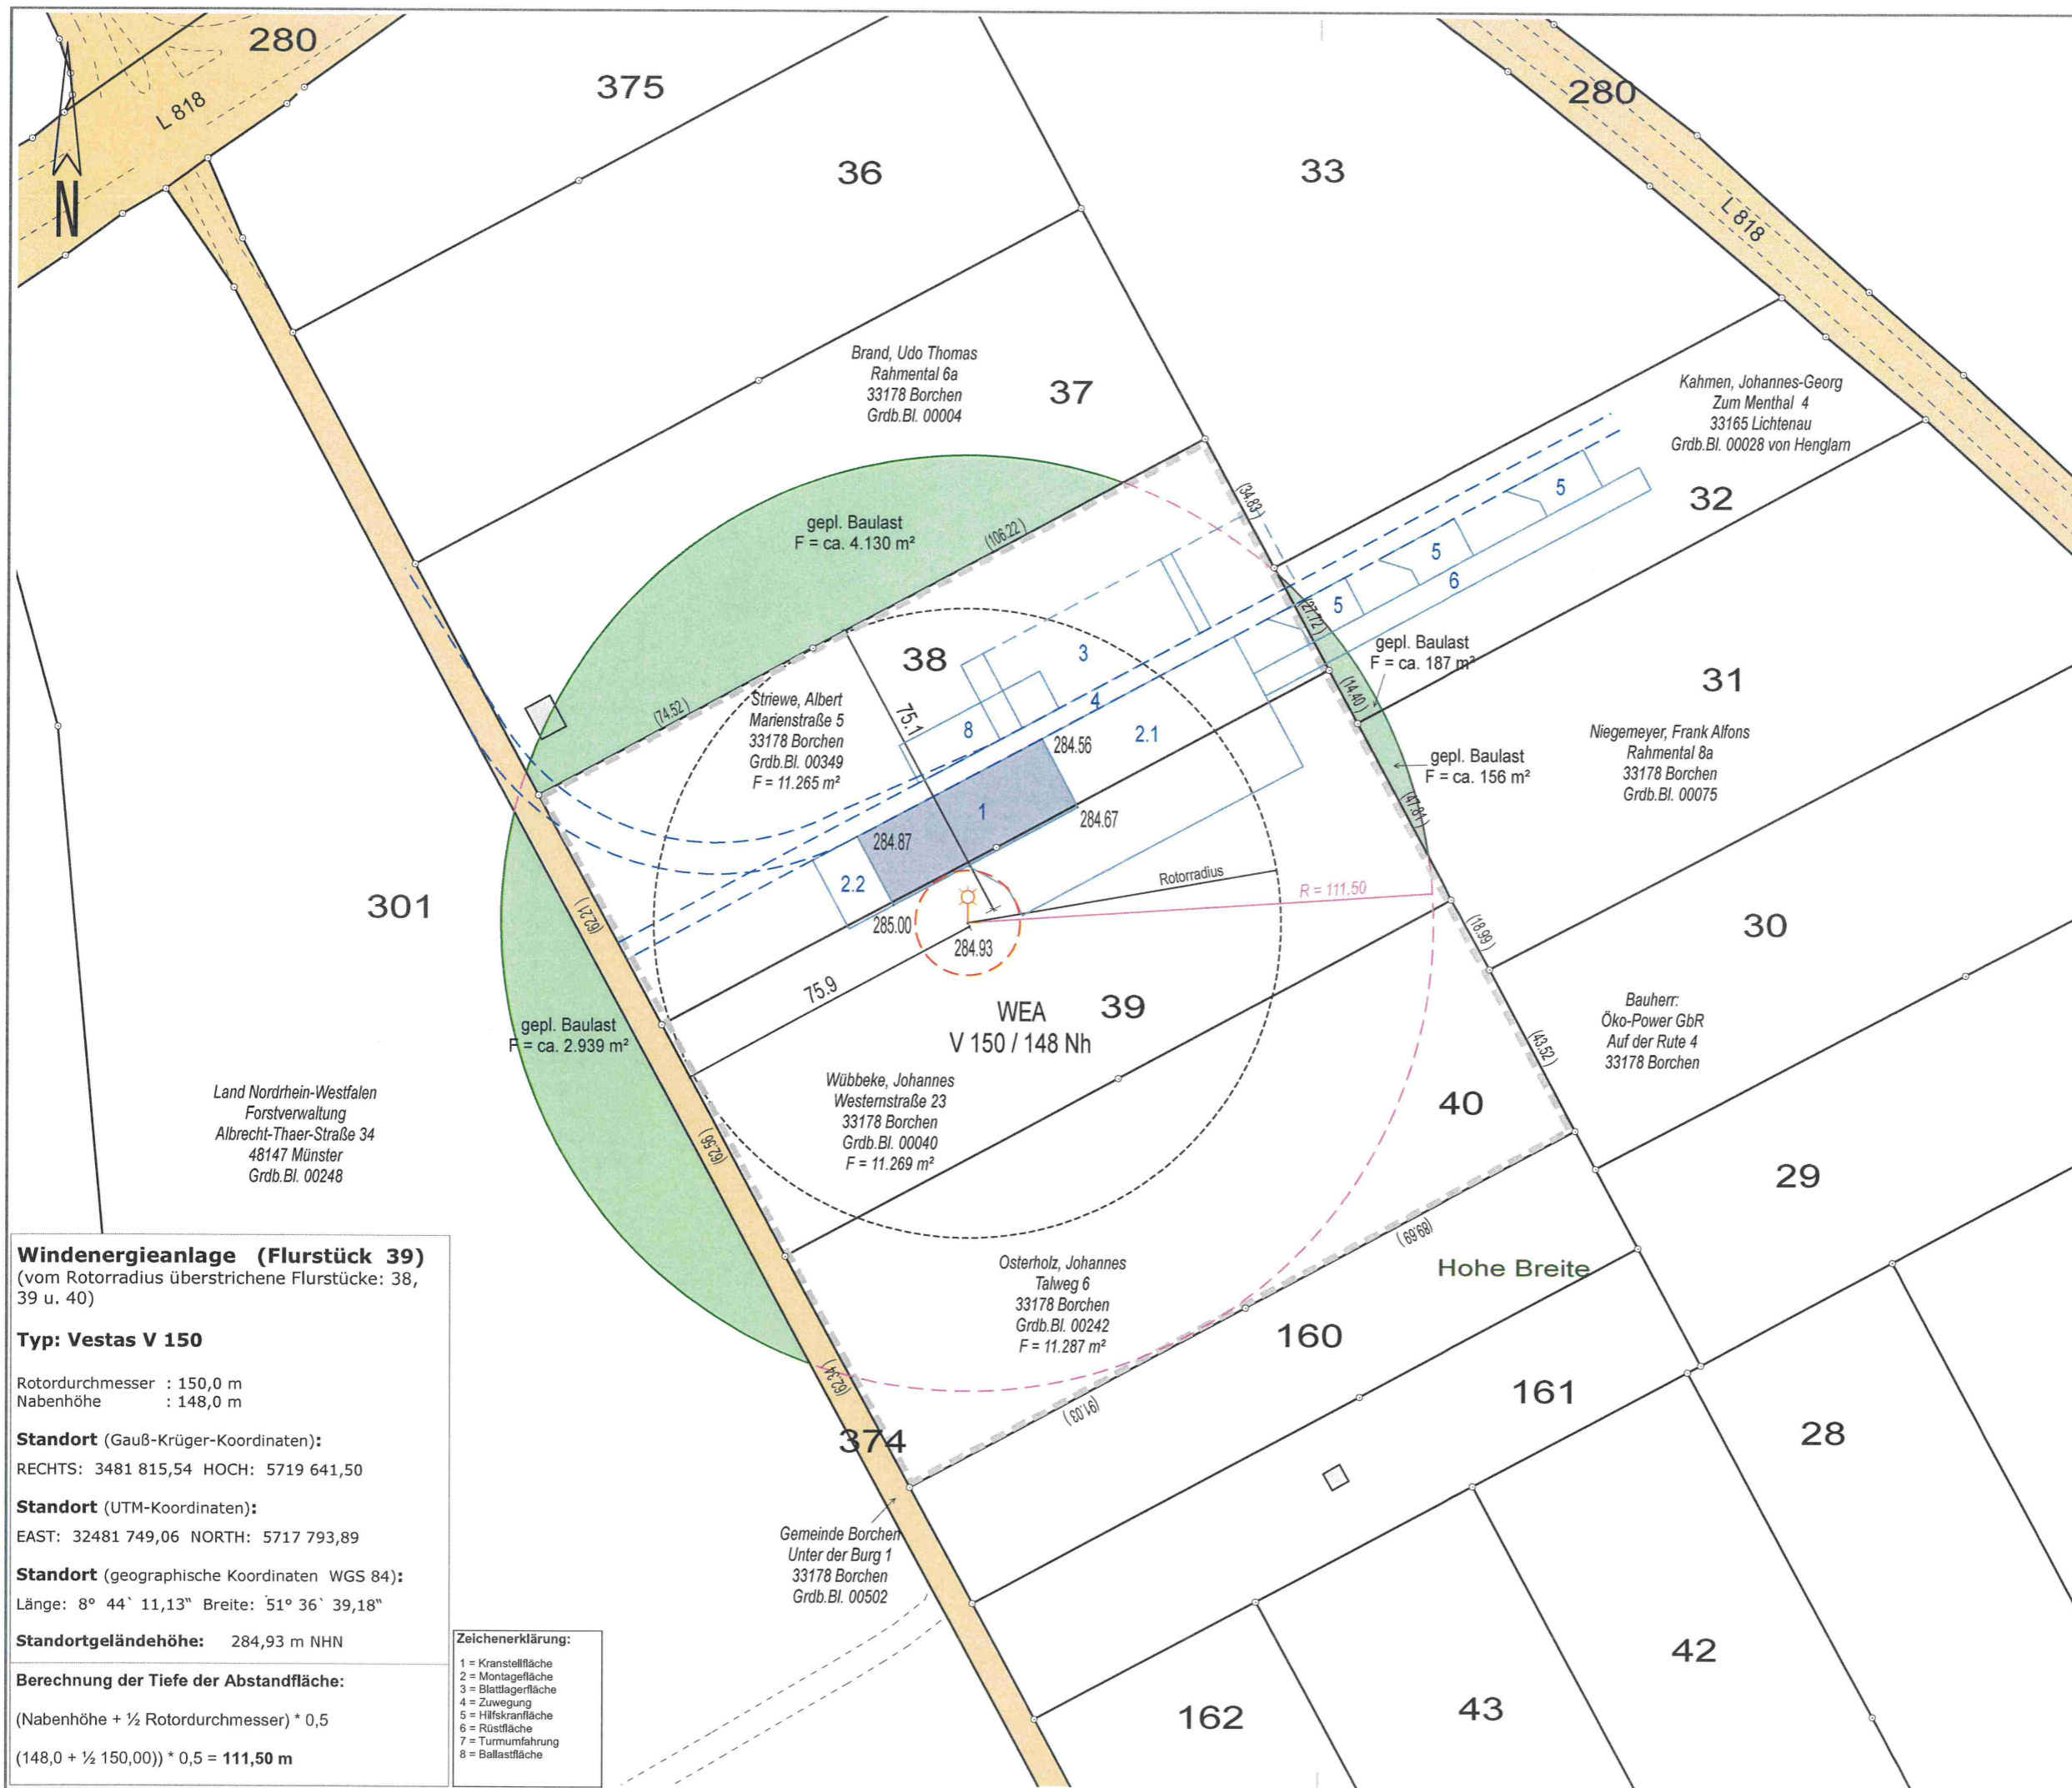 280
L 818
N
375
36
33
280
L 818
Brand, Udo Thomas
Rahmental 6a
33178 Borchen
Grdb.Bl. 00004
37
Kahmen, Johannes-Georg
Zum Menthal 4
33165 Lichtenau
Grdb.Bl. 00028 von Henglarn
32
gepl. Baulast
F = ca. 4.130 m²
(106.22)
(34.83)
5
5
6
5
(27.72)
gepl. Baulast
F = ca. 187 m²
(14.40)
38
3
4
8
2.1
75.1
Striewe, Albert
Marienstraße 5
33178 Borchen
Grdb.Bl. 00349
F = 11.265 m²
(74.52)
284.56
31
Niegemeyer, Frank Alfons
Rahmental 8a
33178 Borchen
Grdb.Bl. 00075
gepl. Baulast
F = ca. 156 m²
(47.81)
1
284.67
284.87
2.2
285.00
284.93
Rotorradius
R = 111.50
301
(62.21)
75.9
(18.99)
30
WEA
V 150 / 148 Nh
39
gepl. Baulast
F = ca. 2.939 m²
Bauherr:
Öko-Power GbR
Auf der Rute 4
33178 Borchen
(43.52)
Wübbeke, Johannes
Westernstraße 23
33178 Borchen
Grdb.Bl. 00040
F = 11.269 m²
(62.56)
40
Land Nordrhein-Westfalen
Forstverwaltung
Albrecht-Thaer-Straße 34
48147 Münster
Grdb.Bl. 00248
29
(69.68)
Hohe Breite
Osterholz, Johannes
Talweg 6
33178 Borchen
Grdb.Bl. 00242
F = 11.287 m²
160
(62.34)
(91.03)
161
374
28
Gemeinde Borchen
Unter der Burg 1
33178 Borchen
Grdb.Bl. 00502
42
162
43
Windenergieanlage (Flurstück 39)
(vom Rotorradius überstrichene Flurstücke: 38,
39 u. 40)
Typ: Vestas V 150
Rotordurchmesser : 150,0 m
Nabenhöhe : 148,0 m
Standort (Gauß-Krüger-Koordinaten):
RECHTS: 3481 815,54 HOCH: 5719 641,50
Standort (UTM-Koordinaten):
EAST: 32481 749,06 NORTH: 5717 793,89
Standort (geographische Koordinaten WGS 84):
Länge: 8° 44` 11,13" Breite: 51° 36` 39,18"
Standortgeländehöhe: 284,93 m NHN
Berechnung der Tiefe der Abstandfläche:
(Nabenhöhe + ½ Rotordurchmesser) * 0,5
(148,0 + ½ 150,00)) * 0,5 = 111,50 m
Zeichenerklärung:
1 = Kranstellfläche
2 = Montagefläche
3 = Blattlagerfläche
4 = Zuwegung
5 = Hilfskranfläche
6 = Rüstfläche
7 = Turmumfahrung
8 = Ballastfläche